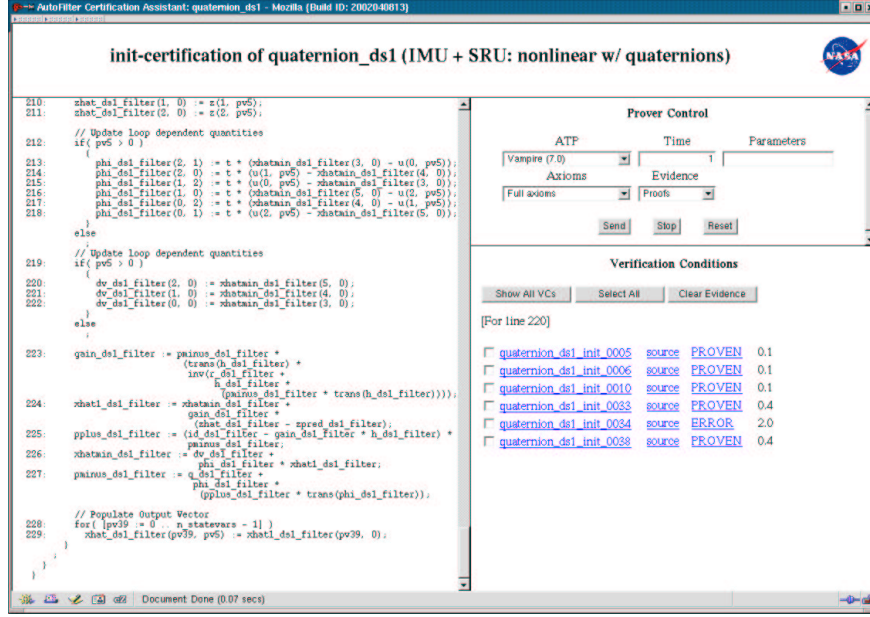 AutoFilter Certification Assistant: quaternion_ds1 - Mozilla (Build ID: 2002040813)
init-certification of quaternion_ds1 (IMU + SRU: nonlinear w/ quaternions)
NASA
210: zhat_ds1_filter(1, 0) := z(1, pv5);
211: zhat_ds1_filter(2, 0) := z(2, pv5);
// Update Loop dependent quantities
212: if( pv5 > 0 )
{
213: phi_ds1_filter(2, 1) := t * (xhatmin_ds1_filter(3, 0) - u(0, pv5));
214: phi_ds1_filter(2, 0) := t * (u(1, pv5) - xhatmin_ds1_filter(4, 0));
215: phi_ds1_filter(1, 2) := t * (u(0, pv5) - xhatmin_ds1_filter(3, 0));
216: phi_ds1_filter(1, 0) := t * (xhatmin_ds1_filter(5, 0) - u(2, pv5));
217: phi_ds1_filter(0, 2) := t * (xhatmin_ds1_filter(4, 0) - u(1, pv5));
218: phi_ds1_filter(0, 1) := t * (u(2, pv5) - xhatmin_ds1_filter(5, 0));
}
else
;
// Update Loop dependent quantities
219: if( pv5 > 0 )
{
220: dv_ds1_filter(2, 0) := xhatmin_ds1_filter(5, 0);
221: dv_ds1_filter(1, 0) := xhatmin_ds1_filter(4, 0);
222: dv_ds1_filter(0, 0) := xhatmin_ds1_filter(3, 0);
}
else
;
223: gain_ds1_filter := pminus_ds1_filter *
(trans(h_ds1_filter) *
inv(r_ds1_filter +
h_ds1_filter *
(pminus_ds1_filter * trans(h_ds1_filter))));
224: xhat1_ds1_filter := xhatmin_ds1_filter +
gain_ds1_filter *
(zhat_ds1_filter - zpred_ds1_filter);
225: pplus_ds1_filter := (id_ds1_filter - gain_ds1_filter * h_ds1_filter) *
pminus_ds1_filter;
226: xhatmin_ds1_filter := dv_ds1_filter +
phi_ds1_filter * xhat1_ds1_filter;
227: pminus_ds1_filter := q_ds1_filter +
phi_ds1_filter *
(pplus_ds1_filter * trans(phi_ds1_filter));
// Populate Output Vector
228: for( [pv39 := 0 .. n_statevars - 1] )
229: xhat_ds1_filter(pv39, pv5) := xhat1_ds1_filter(pv39, 0);
}
;
}
}
Prover Control
ATP Time Parameters
Vampire (7.0) 1
Axioms Evidence
Full axioms Proofs
Send Stop Reset
Verification Conditions
Show All VCs Select All Clear Evidence
[For line 220]
quaternion_ds1_init_0005 source PROVEN 0.1
quaternion_ds1_init_0006 source PROVEN 0.1
quaternion_ds1_init_0010 source PROVEN 0.1
quaternion_ds1_init_0033 source PROVEN 0.4
quaternion_ds1_init_0034 source ERROR 2.0
quaternion_ds1_init_0038 source PROVEN 0.4
Document: Done (0.07 secs)